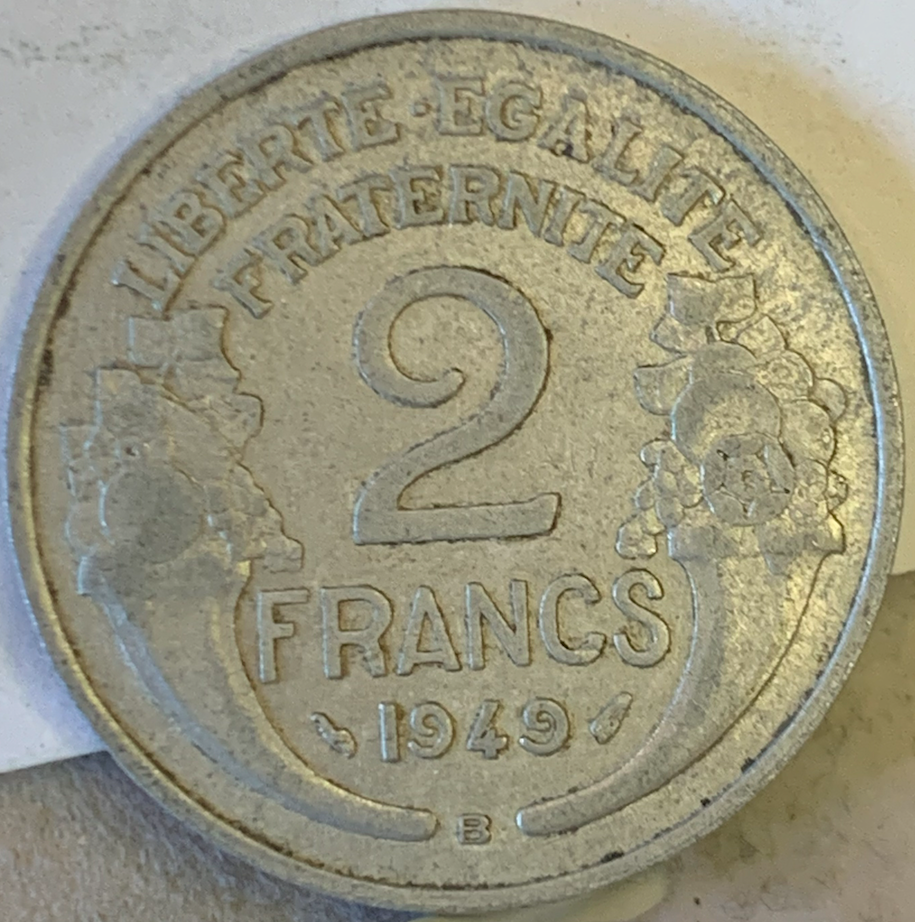 LIBERTE · EGALITE
FRATERNITE
2
FRANCS
1949
B